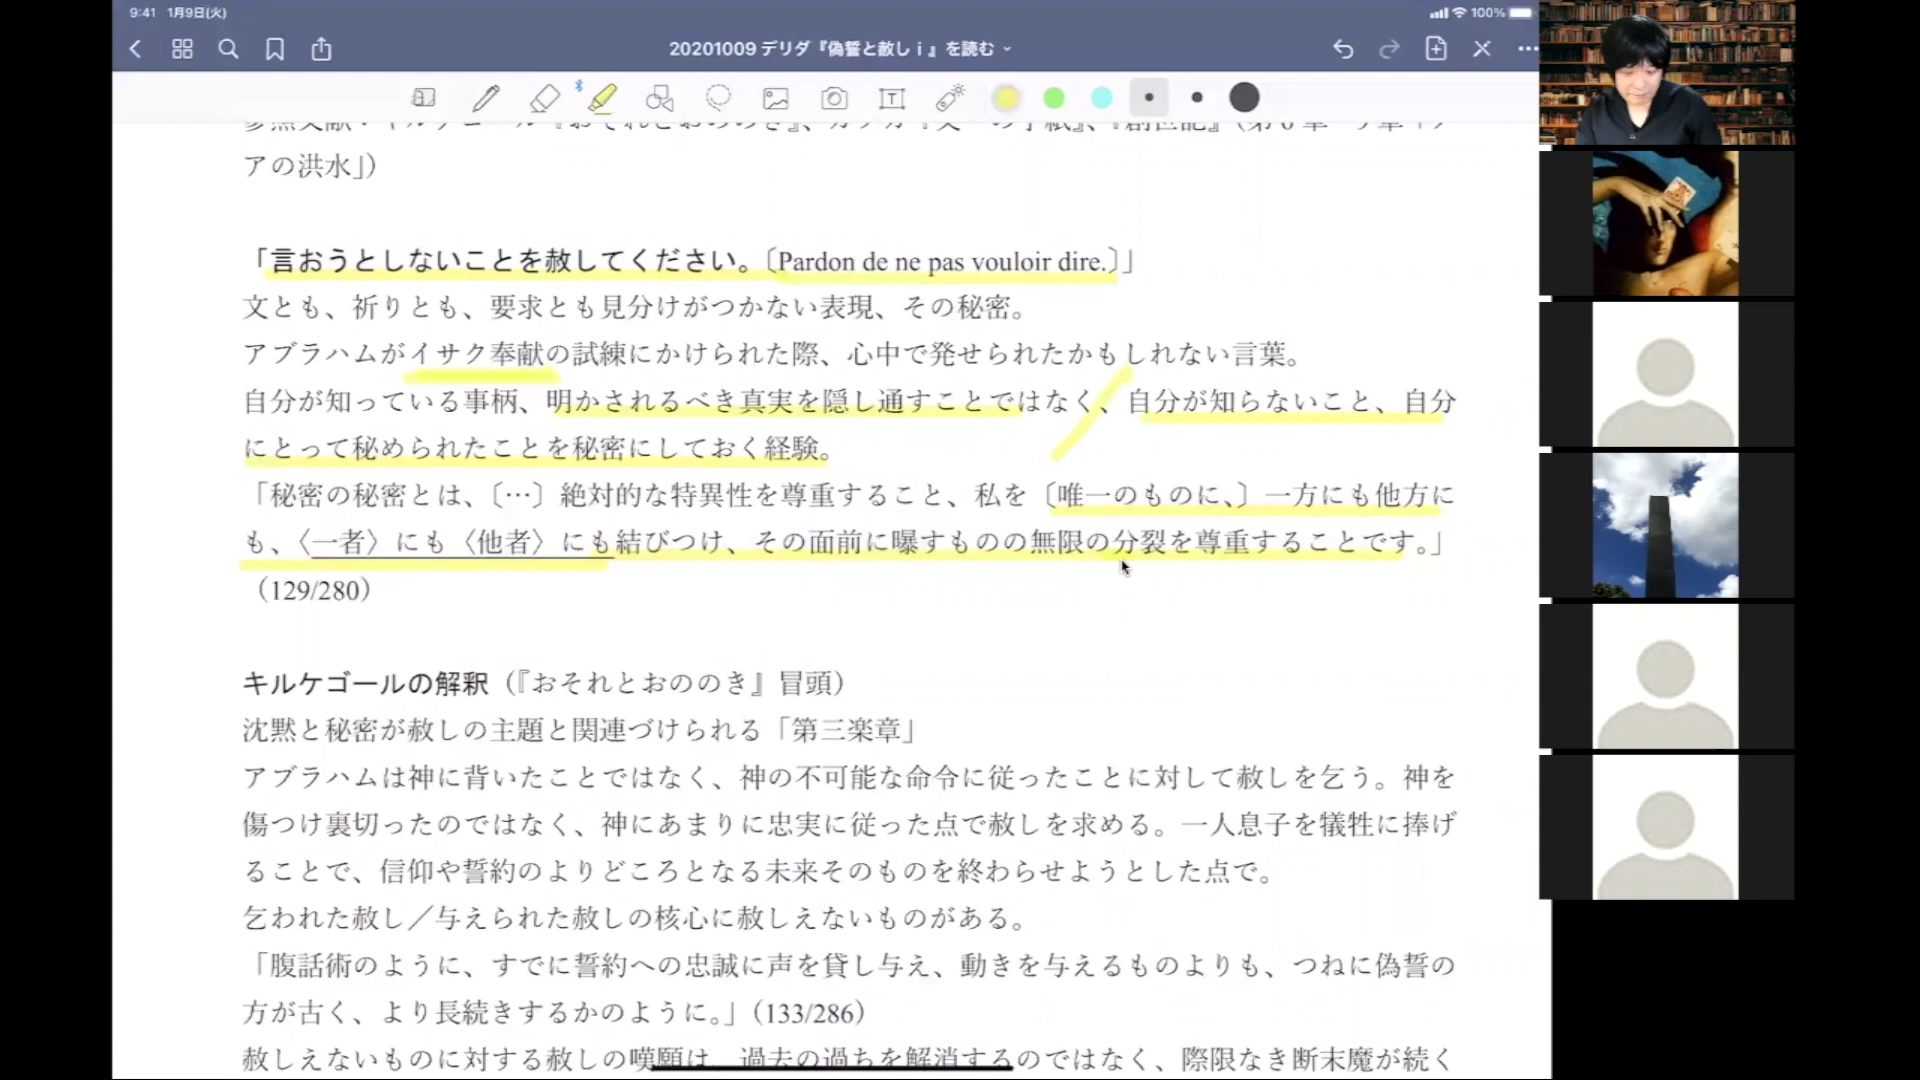 9:41 1月9日(火)
100%
20201009 デリダ『偽誓と赦しⅰ』を読む
アの洪水」）
「言おうとしないことを赦してください。〔Pardon de ne pas vouloir dire.〕」
文とも、祈りとも、要求とも見分けがつかない表現、その秘密。
アブラハムがイサク奉献の試練にかけられた際、心中で発せられたかもしれない言葉。
自分が知っている事柄、明かされるべき真実を隠し通すことではなく、自分が知らないこと、自分
にとって秘められたことを秘密にしておく経験。
「秘密の秘密とは、〔…〕絶対的な特異性を尊重すること、私を〔唯一のものに、〕一方にも他方に
も、〈一者〉にも〈他者〉にも結びつけ、その面前に曝すものの無限の分裂を尊重することです。」
（129/280）
キルケゴールの解釈（『おそれとおののき』冒頭）
沈黙と秘密が赦しの主題と関連づけられる「第三楽章」
アブラハムは神に背いたことではなく、神の不可能な命令に従ったことに対して赦しを乞う。神を
傷つけ裏切ったのではなく、神にあまりに忠実に従った点で赦しを求める。一人息子を犠牲に捧げ
ることで、信仰や誓約のよりどころとなる未来そのものを終わらせようとした点で。
乞われた赦し／与えられた赦しの核心に赦しえないものがある。
「腹話術のように、すでに誓約への忠誠に声を貸し与え、動きを与えるものよりも、つねに偽誓の
方が古く、より長続きするかのように。」（133/286）
赦しえないものに対する赦しの嘆願は、過去の過ちを解消するのではなく、際限なき断末魔が続く